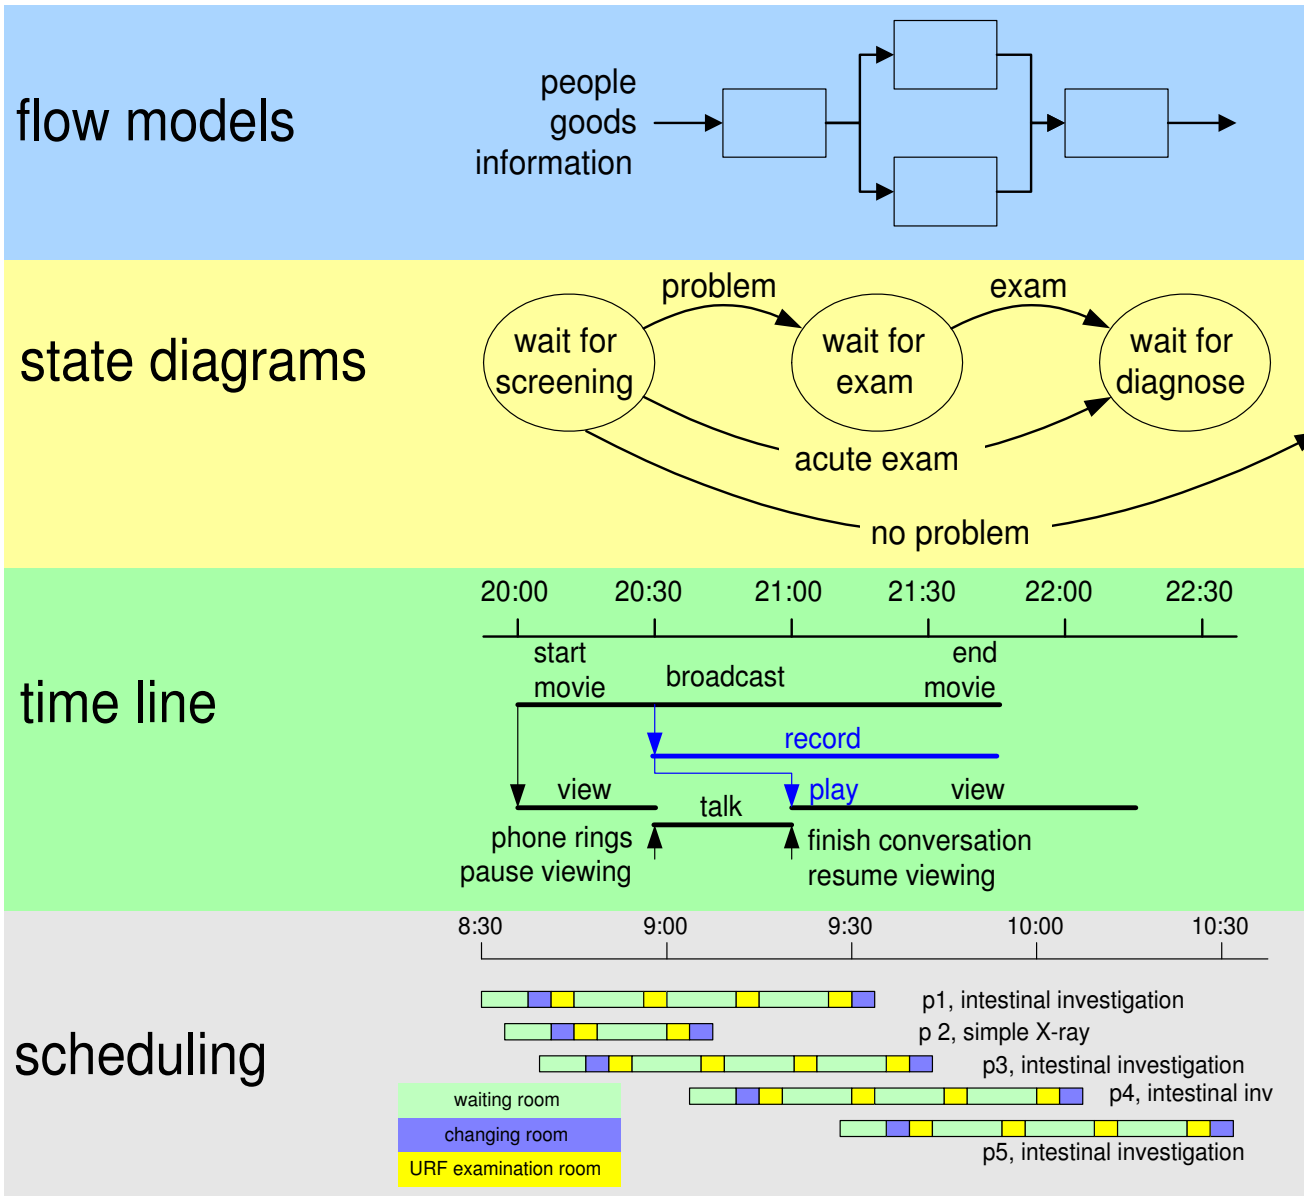 flow models
people
goods
information
state diagrams
problem
exam
wait for
screening
wait for
exam
wait for
diagnose
acute exam
no problem
time line
20:00 20:30 21:00 21:30 22:00 22:30
start
movie
broadcast
end
movie
record
view
talk
play
view
phone rings
pause viewing
finish conversation
resume viewing
scheduling
8:30 9:00 9:30 10:00 10:30
p1, intestinal investigation
p 2, simple X-ray
p3, intestinal investigation
p4, intestinal inv
p5, intestinal investigation
waiting room
changing room
URF examination room